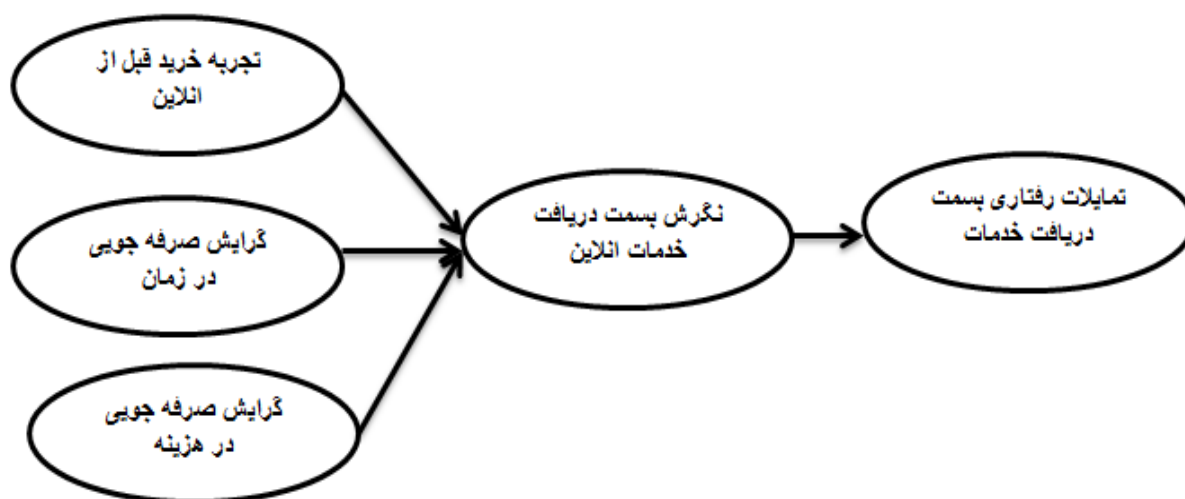 تجربه خرید قبل از
انلاین
گرایش صرفه جویی
در زمان
گرایش صرفه جویی
در هزینه
نگرش بسمت دریافت
خدمات انلاین
تمایلات رفتاری بسمت
دریافت خدمات